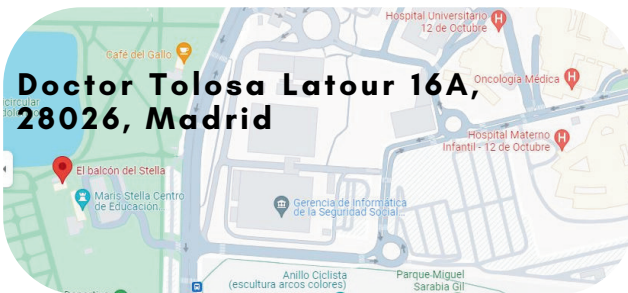 Hospital Universitario
12 de Octubre
Café del Gallo
Doctor Tolosa Latour 16A,
28026, Madrid
Oncología Médica
circular
Hospital Materno
Infantil - 12 de Octubre
El balcón del Stella
Maris Stella Centro
de Educación...
Gerencia de Informática
de la Seguridad Social...
Anillo Ciclista
(escultura arcos colores)
Parque Miguel
Sarabia Gil